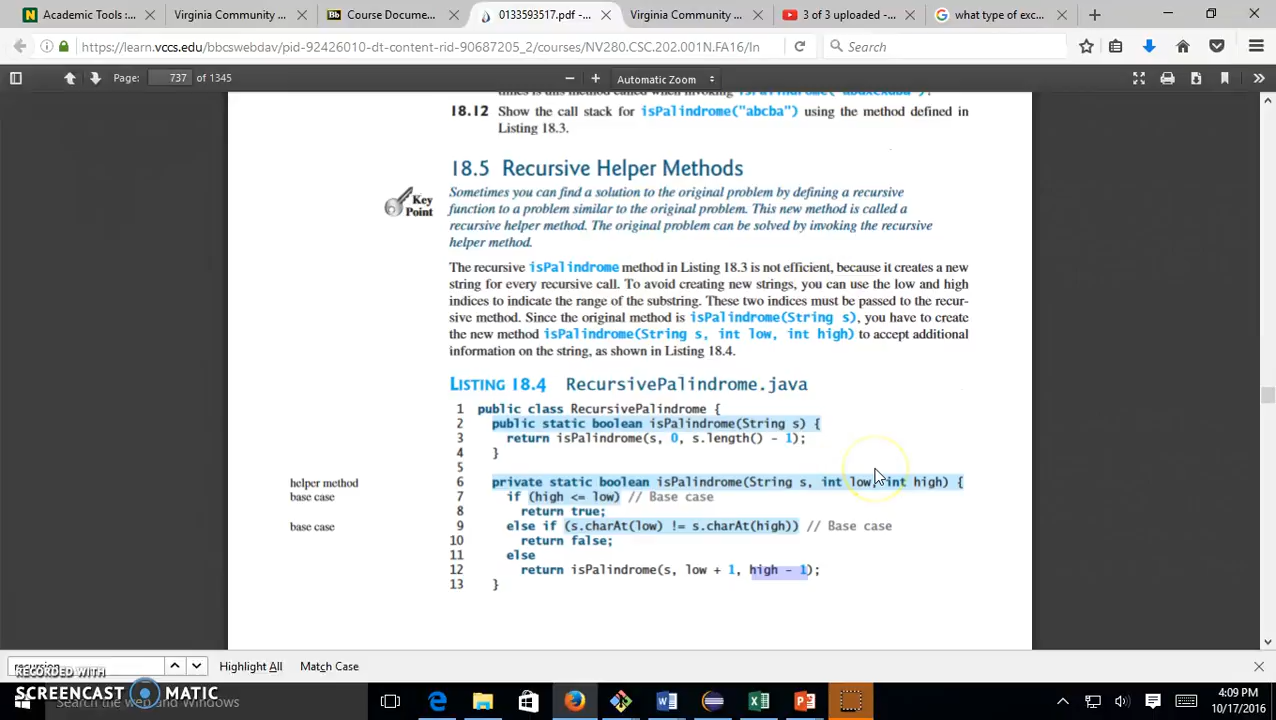 Academic Tools :... × Virginia Community ... × Bb Course Documen... × 0133593517.pdf - ... × Virginia Community ... × 3 of 3 uploaded - ... × what type of exc... ×
https://learn.vccs.edu/bbcswebdav/pid-92426010-dt-content-rid-90687205_2/courses/NV280.CSC.202.001N.FA16/In Search
Page: 737 of 1345 Automatic Zoom
18.12 Show the call stack for isPalindrome("abcba") using the method defined in
Listing 18.3.
18.5 Recursive Helper Methods
Key
Point
Sometimes you can find a solution to the original problem by defining a recursive
function to a problem similar to the original problem. This new method is called a
recursive helper method. The original problem can be solved by invoking the recursive
helper method.
The recursive isPalindrome method in Listing 18.3 is not efficient, because it creates a new
string for every recursive call. To avoid creating new strings, you can use the low and high
indices to indicate the range of the substring. These two indices must be passed to the recur-
sive method. Since the original method is isPalindrome(String s), you have to create
the new method isPalindrome(String s, int low, int high) to accept additional
information on the string, as shown in Listing 18.4.
LISTING 18.4 RecursivePalindrome.java
1 public class RecursivePalindrome {
2 public static boolean isPalindrome(String s) {
3 return isPalindrome(s, 0, s.length() - 1);
4 }
5
helper method 6 private static boolean isPalindrome(String s, int low, int high) {
base case 7 if (high <= low) // Base case
8 return true;
base case 9 else if (s.charAt(low) != s.charAt(high)) // Base case
10 return false;
11 else
12 return isPalindrome(s, low + 1, high - 1);
13 }
Highlight All Match Case
RECORDED WITH
SCREENCAST MATIC
Search the web and Windows
4:09 PM
10/17/2016